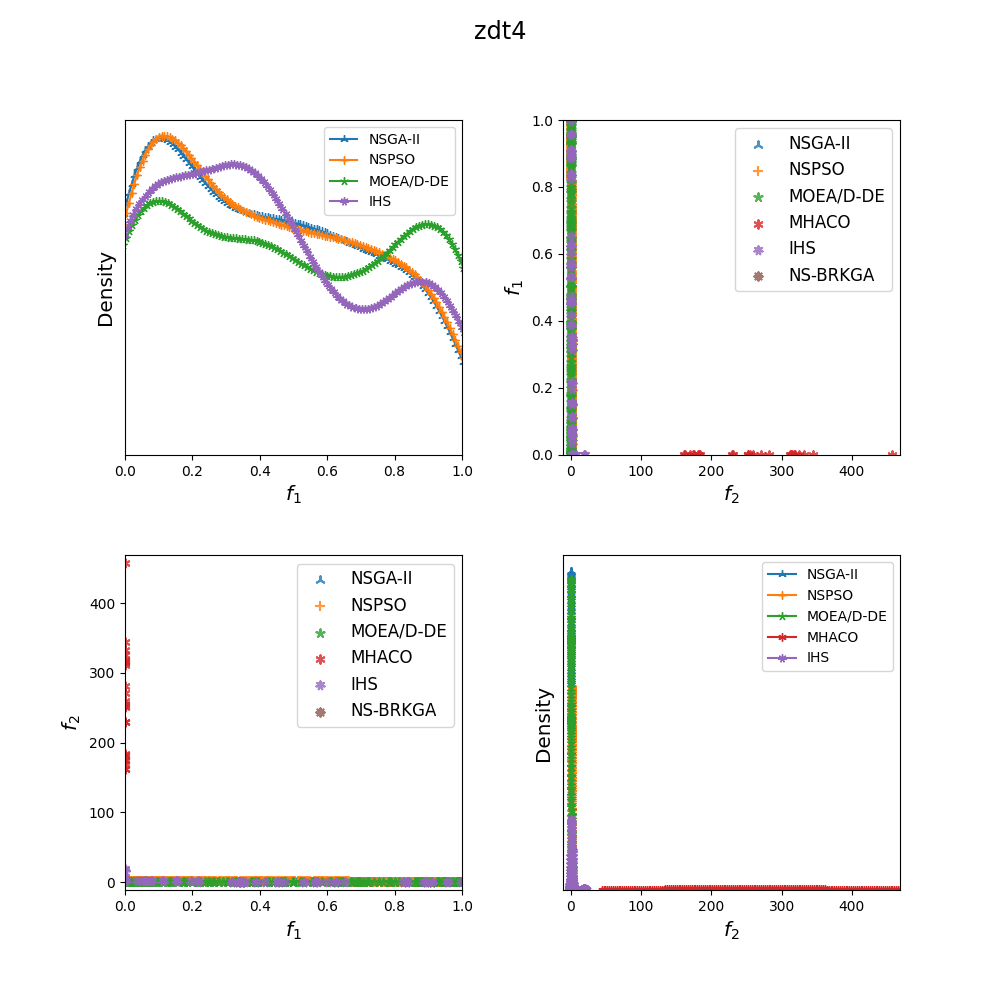 zdt4
NSGA-II
NSPSO
MOEA/D-DE
IHS
Density
0.0 0.2 0.4 0.6 0.8 1.0
f1
1.0
0.8
0.6
0.4
0.2
0.0
f1
NSGA-II
NSPSO
MOEA/D-DE
MHACO
IHS
NS-BRKGA
0 100 200 300 400
f2
400
300
200
100
0
f2
NSGA-II
NSPSO
MOEA/D-DE
MHACO
IHS
NS-BRKGA
0.0 0.2 0.4 0.6 0.8 1.0
f1
Density
NSGA-II
NSPSO
MOEA/D-DE
MHACO
IHS
0 100 200 300 400
f2